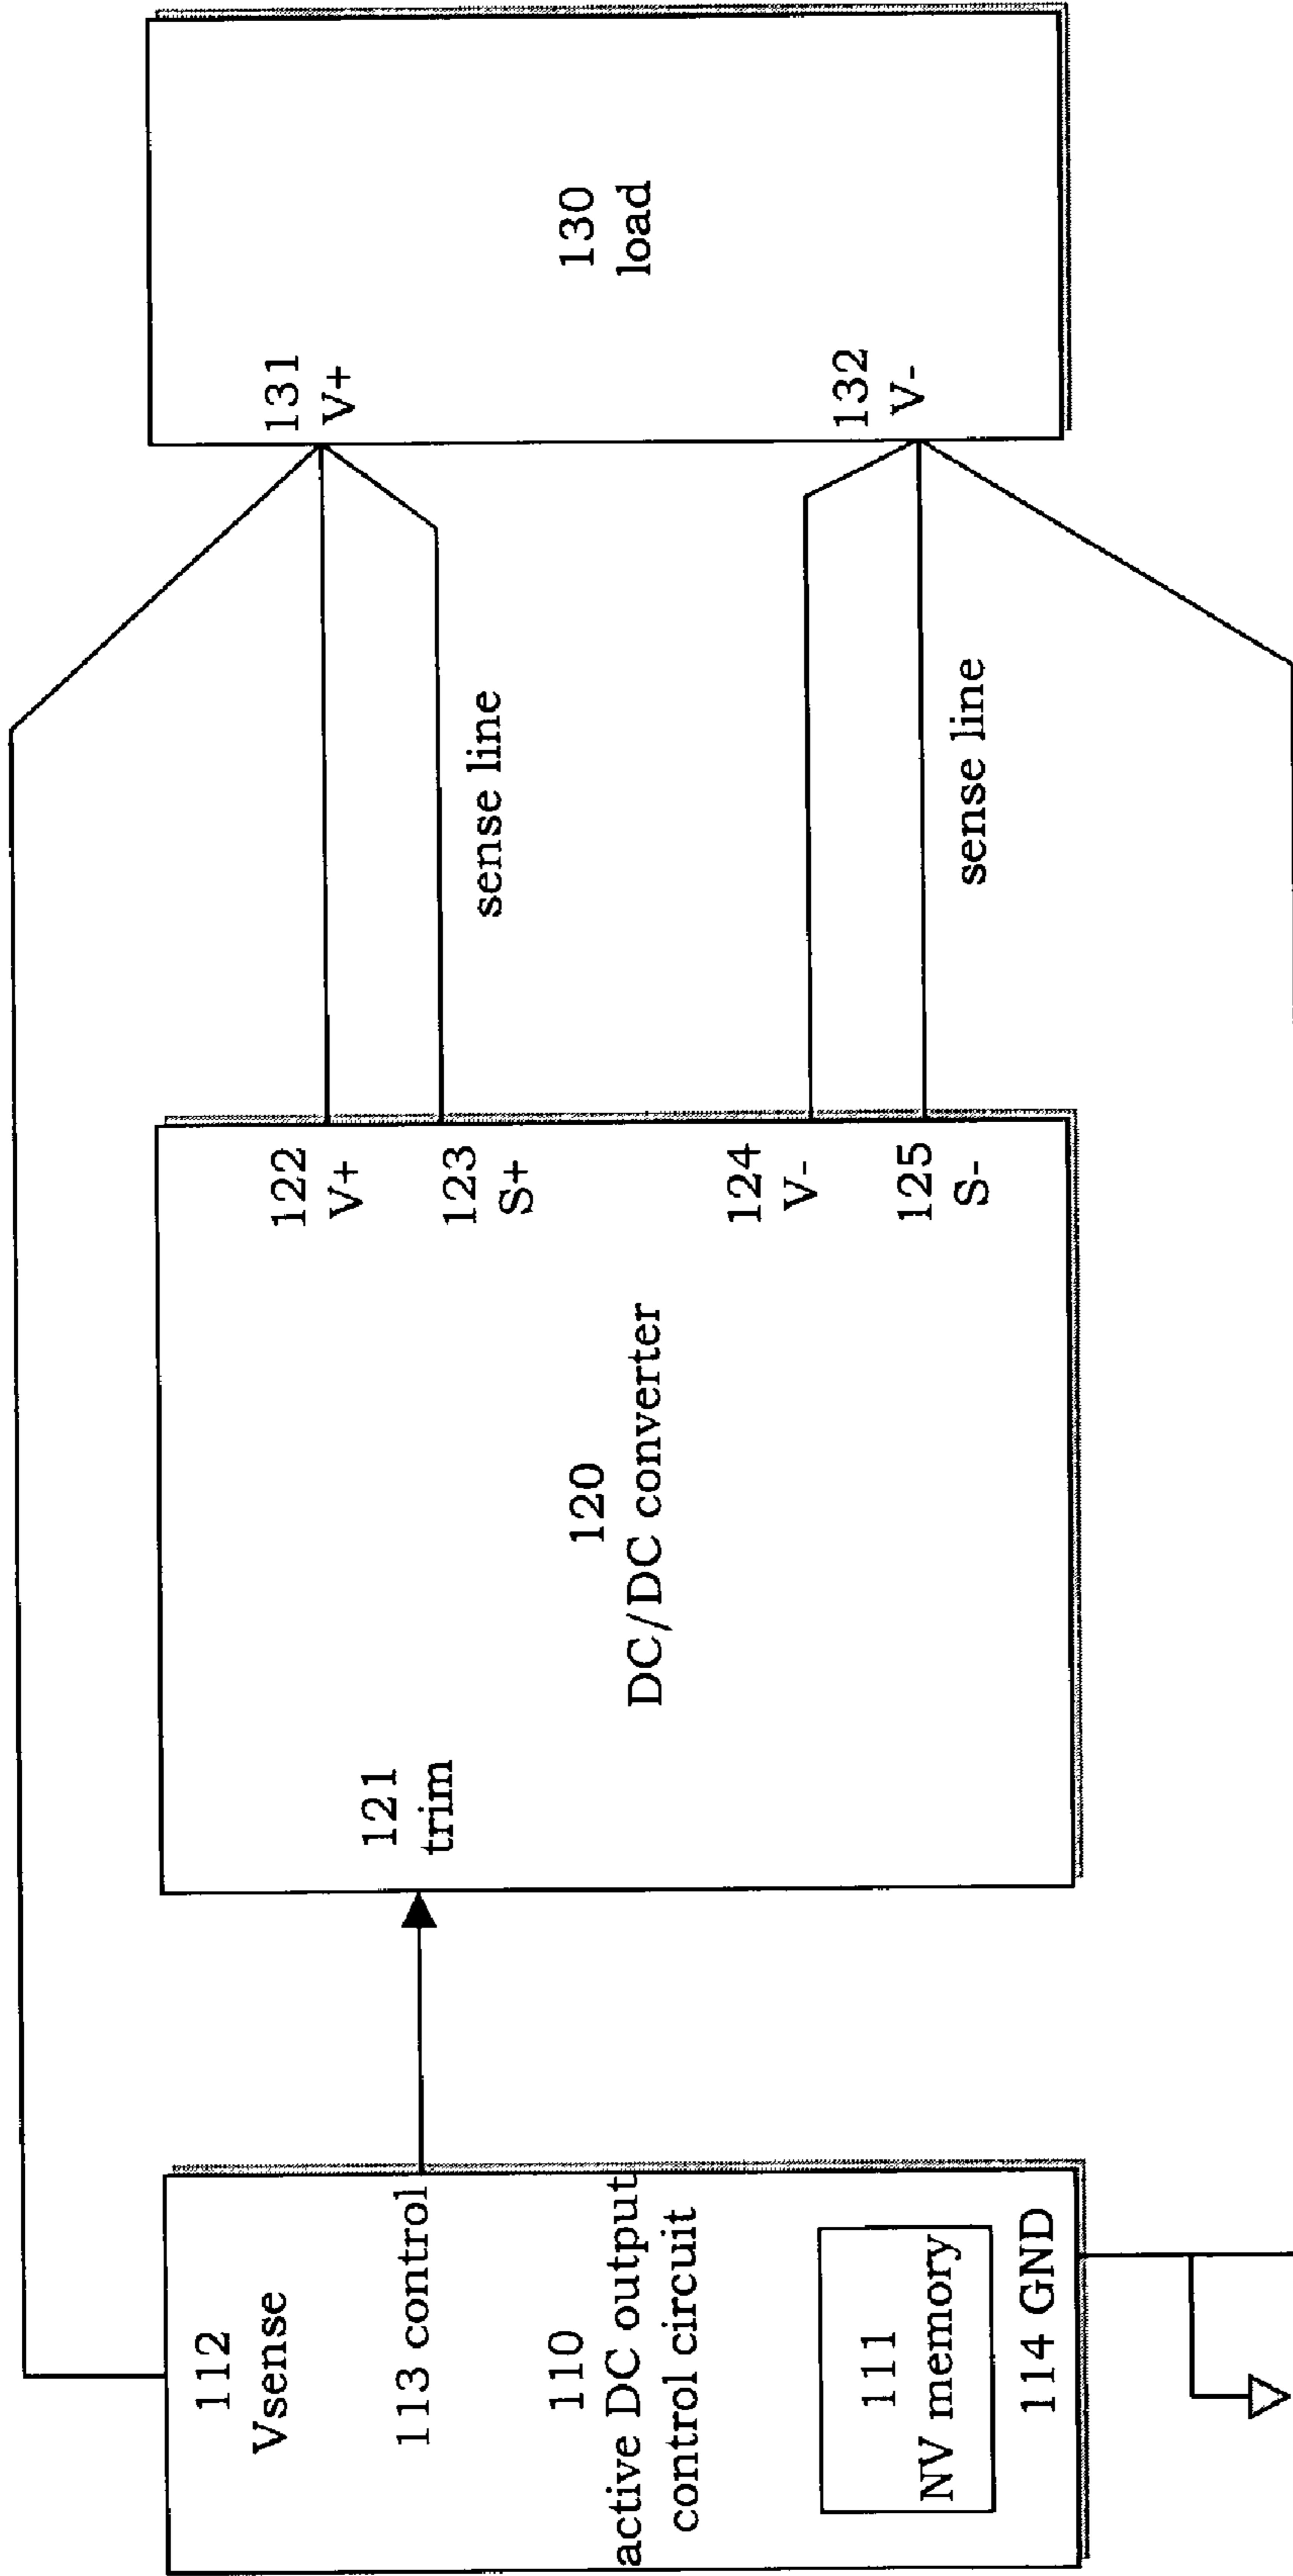 112
Vsense
113 control
110
active DC output
control circuit
111
NV memory
114 GND
121
trim
120
DC/DC converter
122
V+
123
S+
124
V-
125
S-
sense line
sense line
131
V+
130
load
132
V-